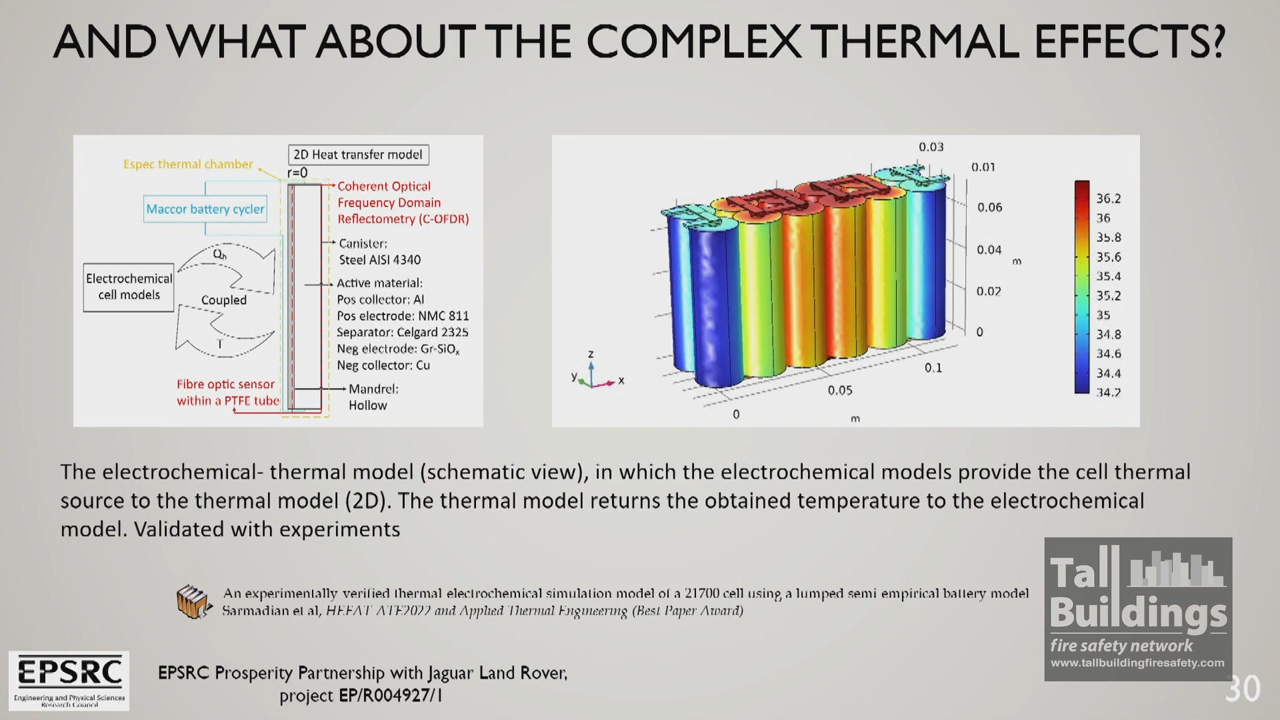 AND WHAT ABOUT THE COMPLEX THERMAL EFFECTS?
2D Heat transfer model
Espec thermal chamber
r=0
Maccor battery cycler
Coherent Optical
Frequency Domain
Reflectometry (C-OFDR)
Canister:
Steel AISI 4340
Qh
Electrochemical
cell models
Coupled
T
Active material:
Pos collector: Al
Pos electrode: NMC 811
Separator: Celgard 2325
Neg electrode: Gr-SiOx
Neg collector: Cu
Fibre optic sensor
within a PTFE tube
Mandrel:
Hollow
0.03
0.01
0.06
0.04
m
0.02
0
0.1
0.05
0
m
z
y
x
36.2
36
35.8
35.6
35.4
35.2
35
34.8
34.6
34.4
34.2
The electrochemical- thermal model (schematic view), in which the electrochemical models provide the cell thermal
source to the thermal model (2D). The thermal model returns the obtained temperature to the electrochemical
model. Validated with experiments
An experimentally verified thermal electrochemical simulation model of a 21700 cell using a lumped semi empirical battery model
Sarmadian et al, HEFAT-ATE2022 and Applied Thermal Engineering (Best Paper Award)
Tall
Buildings
fire safety network
www.tallbuildingfiresafety.com
EPSRC
Engineering and Physical Sciences
Research Council
EPSRC Prosperity Partnership with Jaguar Land Rover,
project EP/R004927/1
30